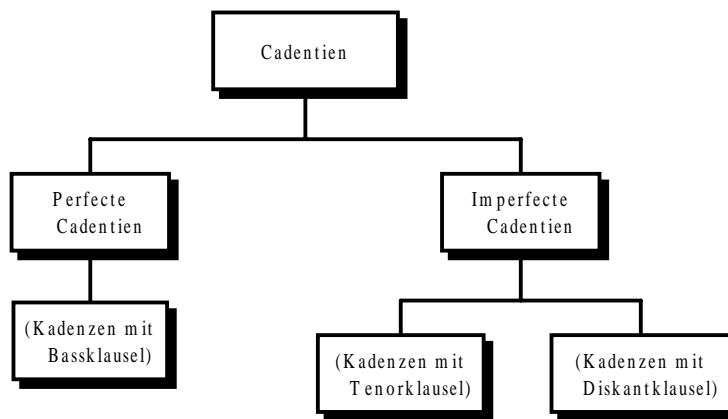 Cadentien
Perfecte
Cadentien
Imperfecte
Cadentien
(Kadenzen mit
Bassklausel)
(Kadenzen mit
Tenorklausel)
(Kadenzen mit
Diskantklausel)